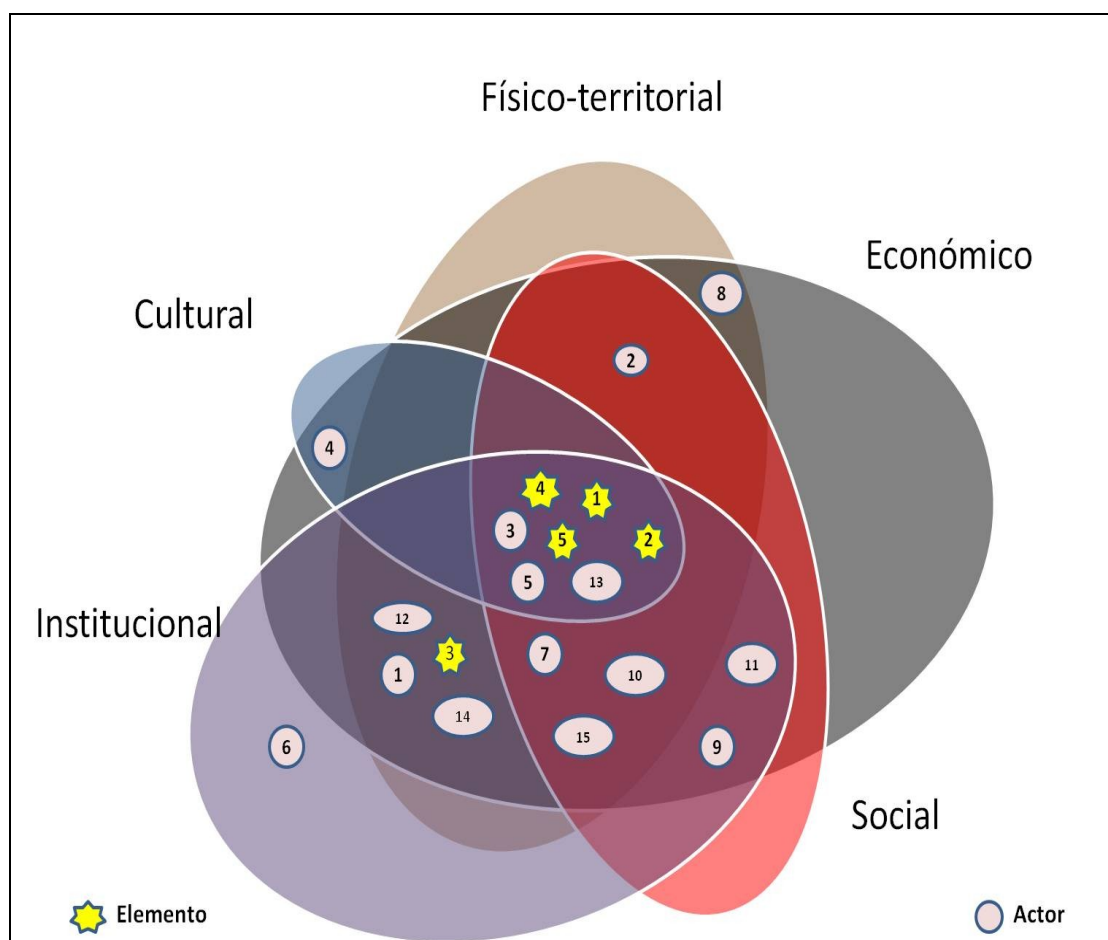 Físico-territorial
Económico
Cultural
8
2
4
4
1
3
5
2
5
13
Institucional
12
3
1
7
10
11
14
15
6
9
Social
Elemento
Actor